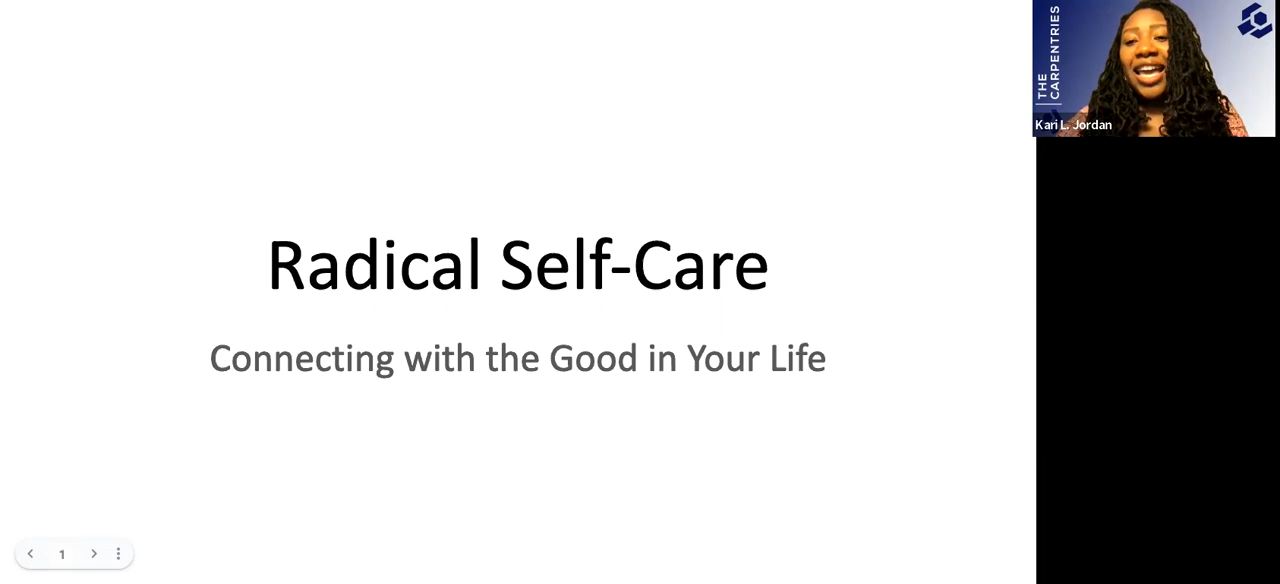 THE
CARPENTRIES
Kari L. Jordan
Radical Self-Care
Connecting with the Good in Your Life
1